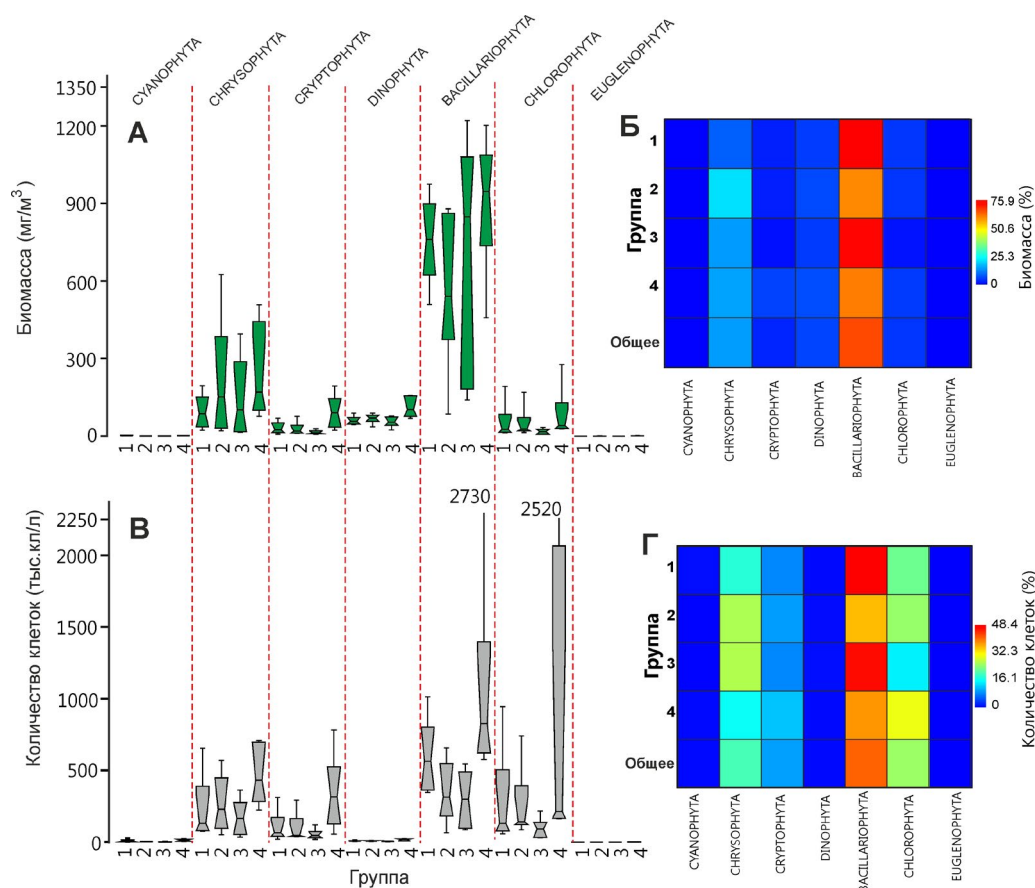 CYANOPHYTA CHRYSOPHYTA CRYPTOPHYTA DINOPHYTA BACILLARIOPHYTA CHLOROPHYTA EUGLENOPHYTA
А
Биомасса (мг/м³)
1350
1200
900
600
300
0
1 2 3 4 1 2 3 4 1 2 3 4 1 2 3 4 1 2 3 4 1 2 3 4 1 2 3 4
Б
Группа
1
2
3
4
Общее
CYANOPHYTA CHRYSOPHYTA CRYPTOPHYTA DINOPHYTA BACILLARIOPHYTA CHLOROPHYTA EUGLENOPHYTA
75.9
50.6
25.3
0
Биомасса (%)
В
Количество клеток (тыс.кл/л)
2730
2520
2250
2000
1500
1000
500
0
1 2 3 4 1 2 3 4 1 2 3 4 1 2 3 4 1 2 3 4 1 2 3 4 1 2 3 4
Группа
Г
Группа
1
2
3
4
Общее
CYANOPHYTA CHRYSOPHYTA CRYPTOPHYTA DINOPHYTA BACILLARIOPHYTA CHLOROPHYTA EUGLENOPHYTA
48.4
32.3
16.1
0
Количество клеток (%)